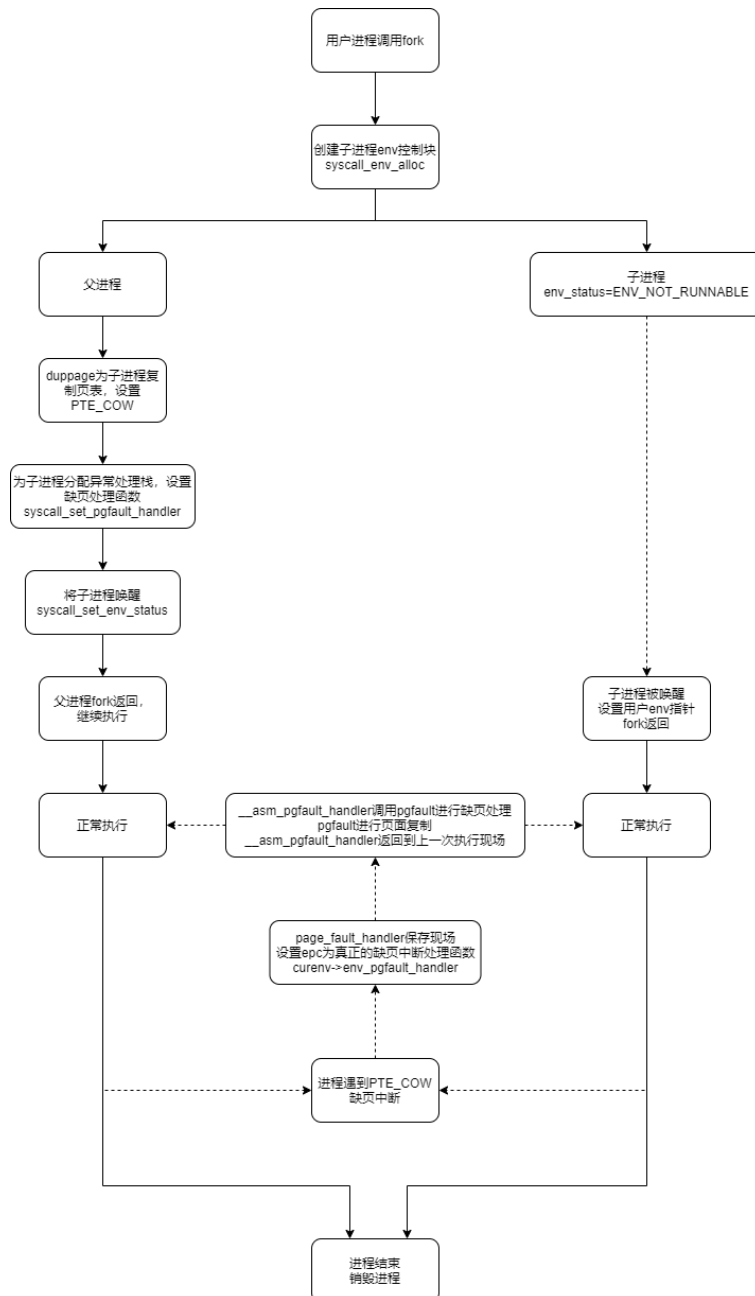 用户进程调用fork
创建子进程env控制块
syscall_env_alloc
父进程
子进程
env_status=ENV_NOT_RUNNABLE
duppage为子进程复
制页表，设置
PTE_COW
为子进程分配异常处理栈，设置
缺页处理函数
syscall_set_pgfault_handler
将子进程唤醒
syscall_set_env_status
父进程fork返回，
继续执行
子进程被唤醒
设置用户env指针
fork返回
正常执行
__asm_pgfault_handler调用pgfault进行缺页处理
pgfault进行页面复制
__asm_pgfault_handler返回到上一次执行现场
正常执行
page_fault_handler保存现场
设置epc为真正的缺页中断处理函数
curenv->env_pgfault_handler
进程遇到PTE_COW
缺页中断
进程结束
销毁进程